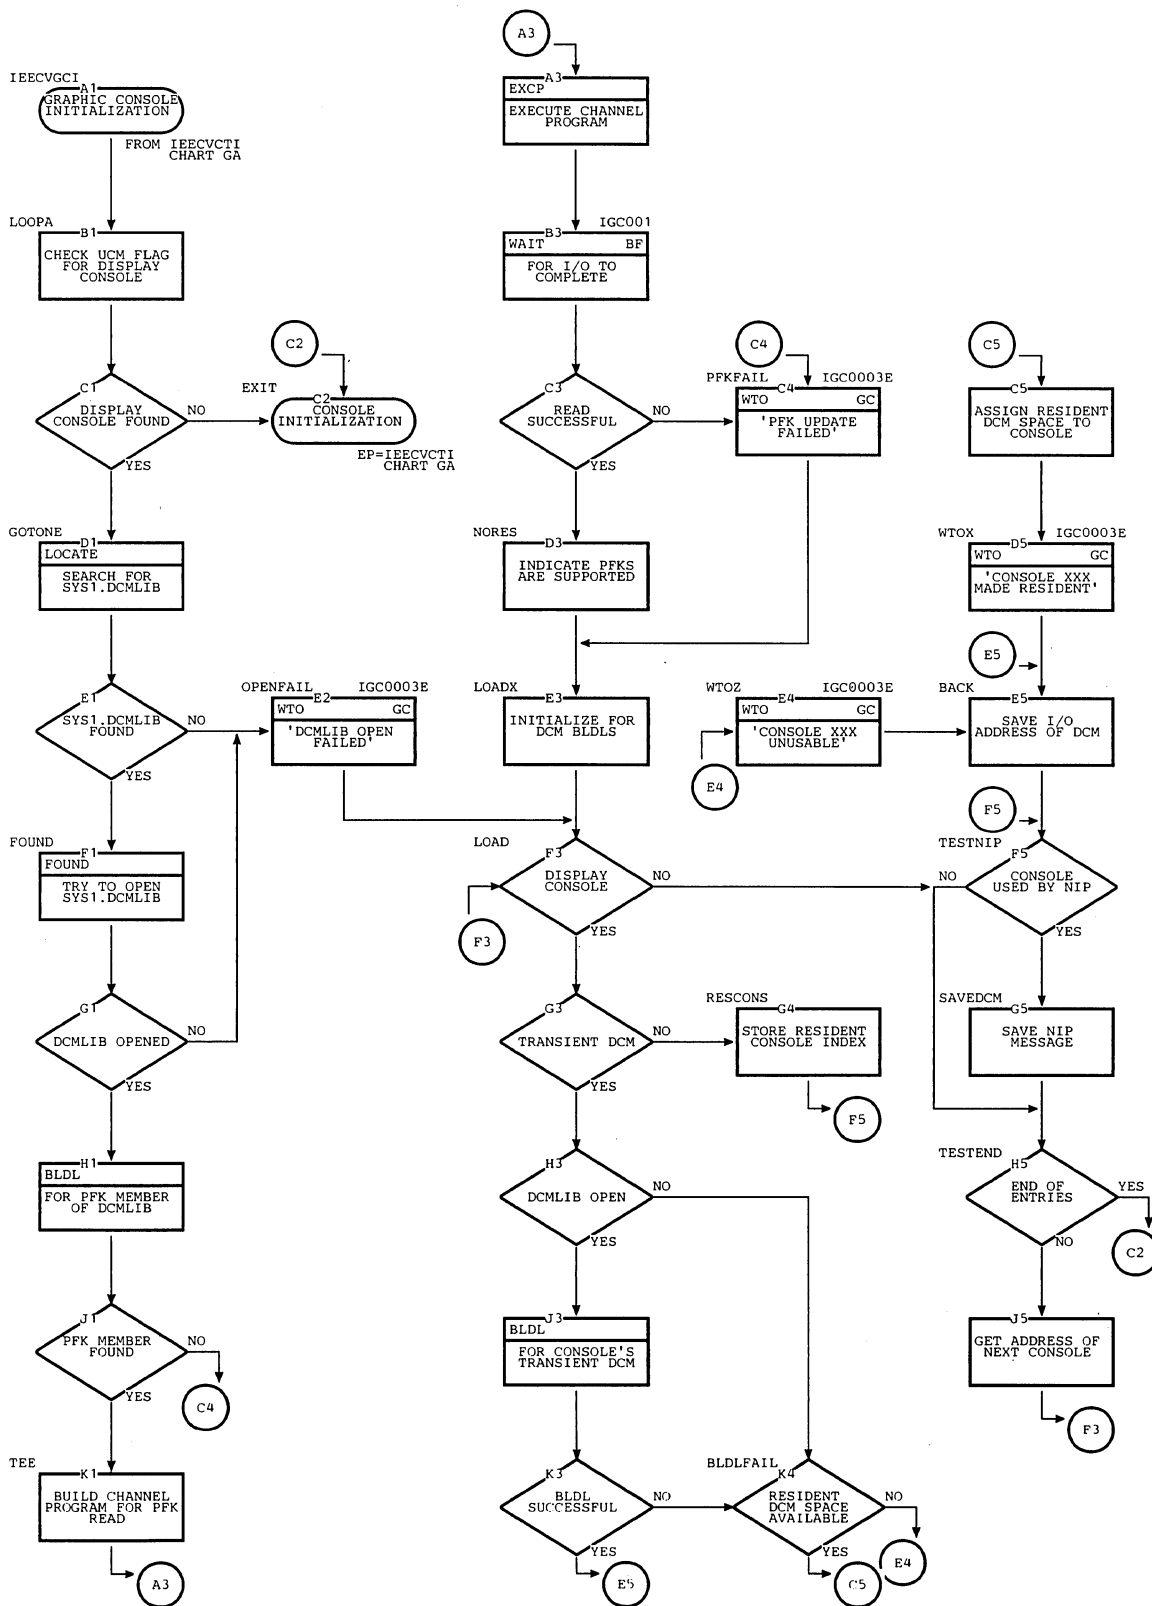 IEECVGCI
A1
GRAPHIC CONSOLE
INITIALIZATION
FROM IEECVCTI
CHART GA
LOOPA
B1
CHECK UCM FLAG
FOR DISPLAY
CONSOLE
C1
DISPLAY
CONSOLE FOUND
NO
YES
C2
EXIT
C2
CONSOLE
INITIALIZATION
EP=IEECVCTI
CHART GA
GOTONE
D1
LOCATE
SEARCH FOR
SYS1.DCMLIB
E1
SYS1.DCMLIB
FOUND
NO
YES
OPENFAIL
IGC0003E
E2
WTO
GC
'DCMLIB OPEN
FAILED'
FOUND
F1
FOUND
TRY TO OPEN
SYS1.DCMLIB
G1
DCMLIB OPENED
NO
YES
H1
BLDL
FOR PFK MEMBER
OF DCMLIB
J1
PFK MEMBER
FOUND
NO
YES
C4
TEE
K1
BUILD CHANNEL
PROGRAM FOR PFK
READ
A3
A3
A3
EXCP
EXECUTE CHANNEL
PROGRAM
IGC001
B3
WAIT
BF
FOR I/O TO
COMPLETE
C3
READ
SUCCESSFUL
NO
YES
C4
PFKFAIL
IGC0003E
C4
WTO
GC
'PFK UPDATE
FAILED'
NORES
D3
INDICATE PFKS
ARE SUPPORTED
LOADX
E3
INITIALIZE FOR
DCM BLDLS
WTOZ
IGC0003E
E4
WTO
GC
'CONSOLE XXX
UNUSABLE'
E4
LOAD
F3
DISPLAY
CONSOLE
NO
YES
F3
G3
TRANSIENT DCM
NO
YES
RESCONS
G4
STORE RESIDENT
CONSOLE INDEX
F5
H3
DCMLIB OPEN
NO
YES
J3
BLDL
FOR CONSOLE'S
TRANSIENT DCM
K3
BLDL
SUCCESSFUL
NO
YES
E5
BLDLFAIL
K4
RESIDENT
DCM SPACE
AVAILABLE
NO
YES
C5
E4
C5
C5
ASSIGN RESIDENT
DCM SPACE TO
CONSOLE
WTOX
IGC0003E
D5
WTO
GC
'CONSOLE XXX
MADE RESIDENT'
E5
BACK
E5
SAVE I/O
ADDRESS OF DCM
F5
TESTNIP
F5
CONSOLE
USED BY NIP
NO
YES
SAVEDCM
G5
SAVE NIP
MESSAGE
TESTEND
H5
END OF
ENTRIES
YES
NO
C2
J5
GET ADDRESS OF
NEXT CONSOLE
F3